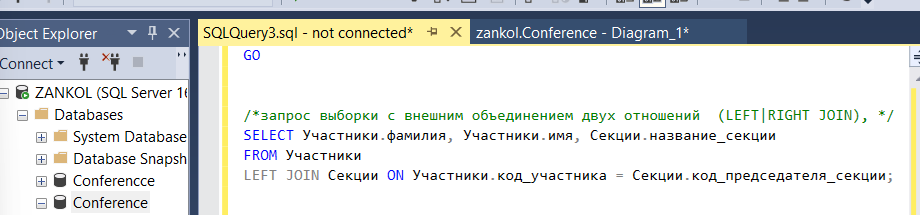 Object Explorer
Connect
ZANKOL (SQL Server 16
Databases
System Database
Database Snapsh
Conferencce
Conference
SQLQuery3.sql - not connected*
zankol.Conference - Diagram_1*
GO
/*запрос выборки с внешним объединением двух отношений (LEFT|RIGHT JOIN), */
SELECT Участники.фамилия, Участники.имя, Секции.название_секции
FROM Участники
LEFT JOIN Секции ON Участники.код_участника = Секции.код_председателя_секции;